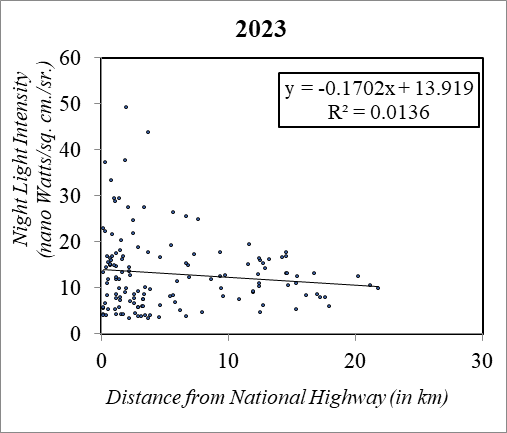 2023
y = -0.1702x + 13.919
R² = 0.0136
Night Light Intensity
(nano Watts/sq. cm./sr.)
60
50
40
30
20
10
0
0 10 20 30
Distance from National Highway (in km)